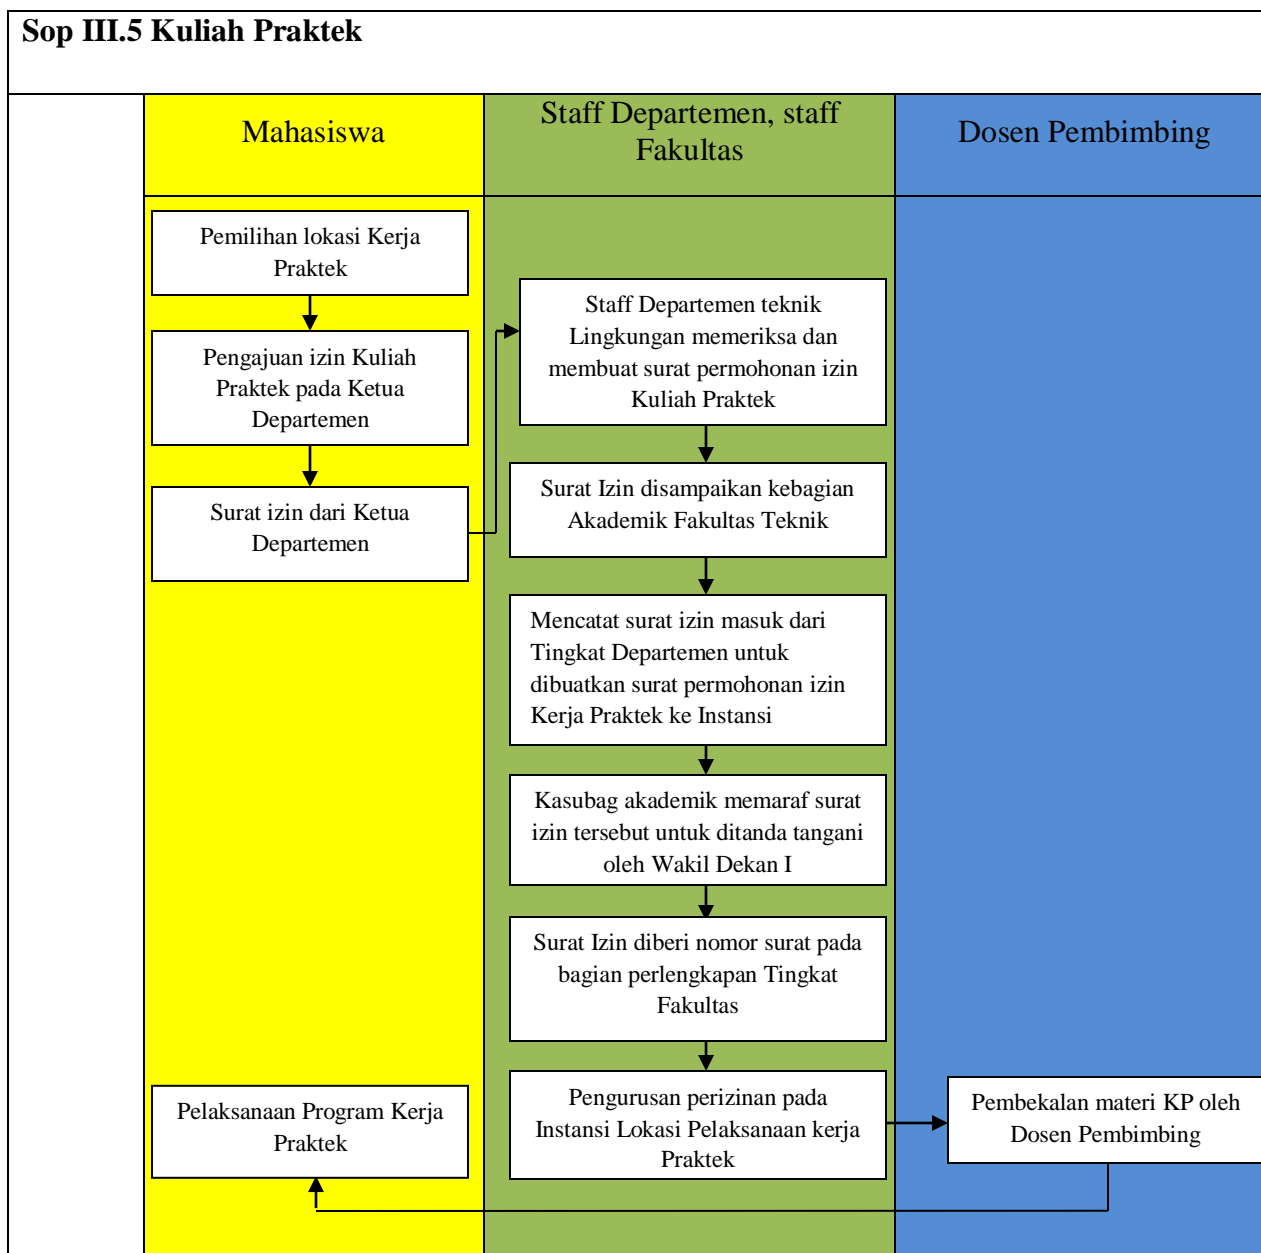 Sop III.5 Kuliah Praktek
Mahasiswa
Staff Departemen, staff
Fakultas
Dosen Pembimbing
Pemilihan lokasi Kerja
Praktek
Pengajuan izin Kuliah
Praktek pada Ketua
Departemen
Surat izin dari Ketua
Departemen
Staff Departemen teknik
Lingkungan memeriksa dan
membuat surat permohonan izin
Kuliah Praktek
Surat Izin disampaikan kebagian
Akademik Fakultas Teknik
Mencatat surat izin masuk dari
Tingkat Departemen untuk
dibuatkan surat permohonan izin
Kerja Praktek ke Instansi
Kasubag akademik memaraf surat
izin tersebut untuk ditanda tangani
oleh Wakil Dekan I
Surat Izin diberi nomor surat pada
bagian perlengkapan Tingkat
Fakultas
Pengurusan perizinan pada
Instansi Lokasi Pelaksanaan kerja
Praktek
Pembekalan materi KP oleh
Dosen Pembimbing
Pelaksanaan Program Kerja
Praktek